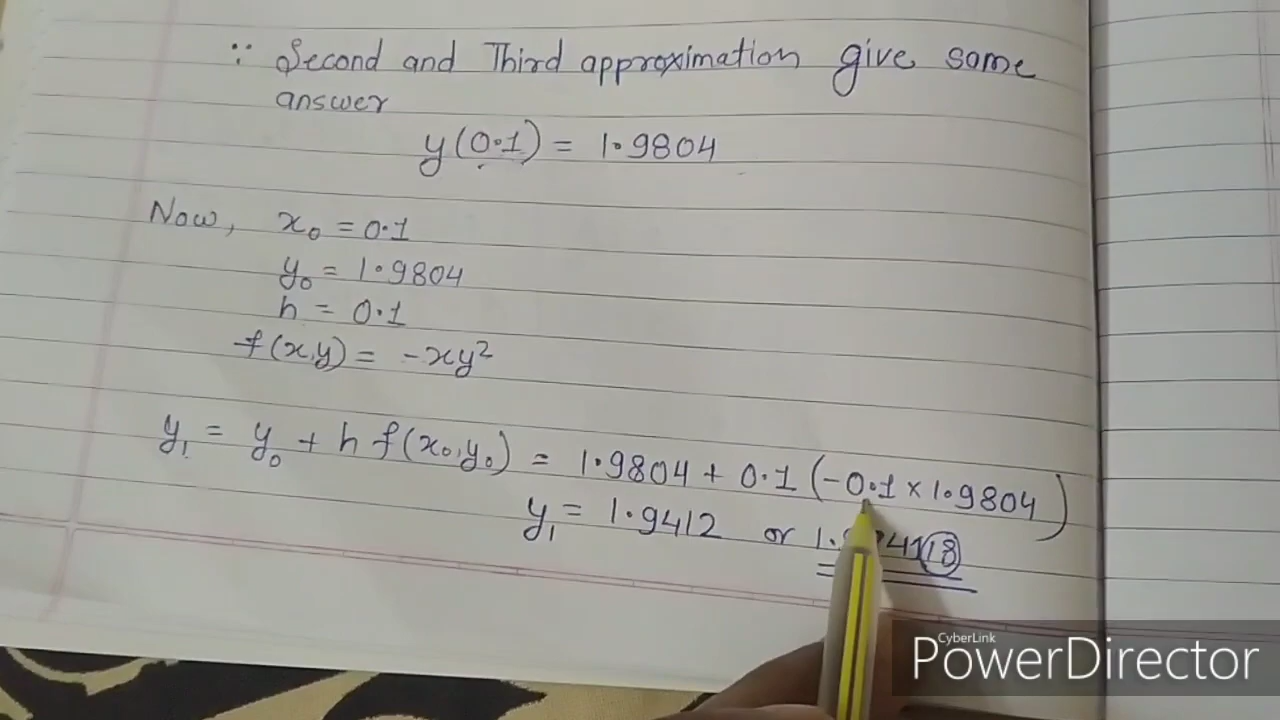 ∵ Second and Third approximation give same
answer
y(0.1) = 1.9804
Now, x₀ = 0.1
y₀ = 1.9804
h = 0.1
f(x,y) = -xy²
y₁ = y₀ + h f(x₀,y₀) = 1.9804 + 0.1 (-0.1 × 1.9804)
y₁ = 1.9412 or
CyberLink
PowerDirector